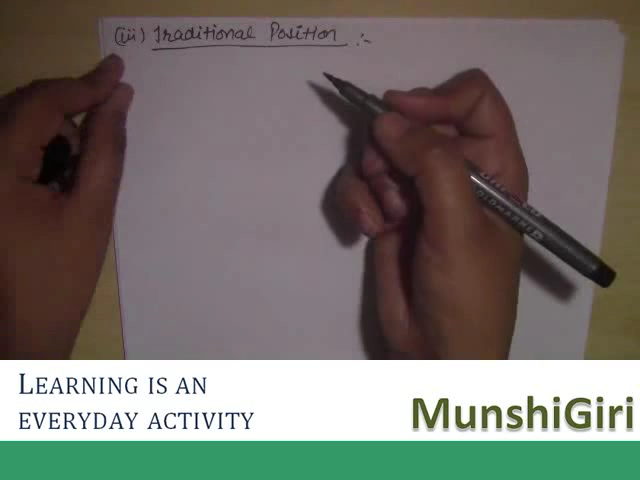 (iii) Traditional Position :-
LEARNING IS AN
EVERYDAY ACTIVITY
MunshiGiri